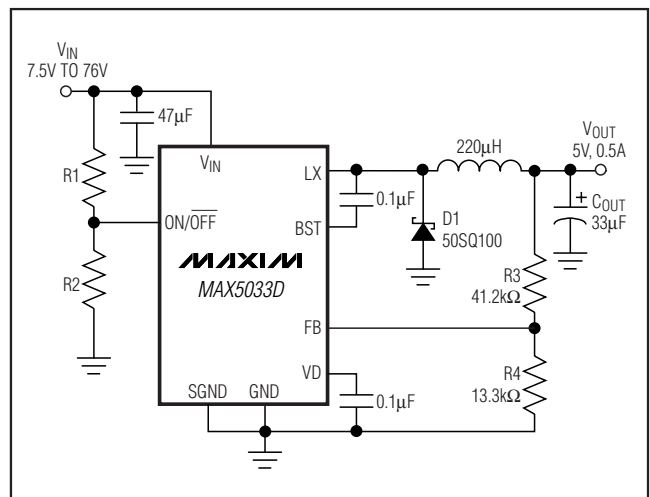 VIN
7.5V TO 76V
47μF
R1
R2
VIN
ON/OFF
MAXIM
MAX5033D
SGND
GND
LX
BST
FB
VD
0.1μF
0.1μF
220μH
D1
50SQ100
VOUT
5V, 0.5A
+
COUT
33μF
R3
41.2kΩ
R4
13.3kΩ